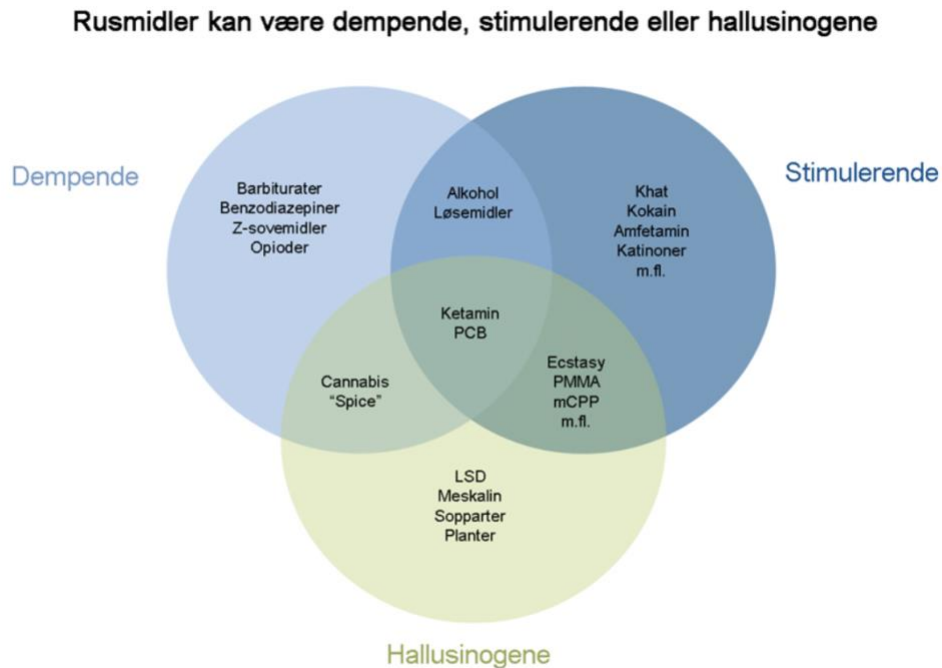 Rusmidler kan være dempende, stimulerende eller hallusinogene
Dempende
Stimulerende
Barbiturater
Benzodiazepiner
Z-sovemidler
Opioder
Alkohol
Løsemidler
Khat
Kokain
Amfetamin
Katinoner
m.fl.
Ketamin
PCB
Cannabis
“Spice”
Ecstasy
PMMA
mCPP
m.fl.
LSD
Meskalin
Sopparter
Planter
Hallusinogene